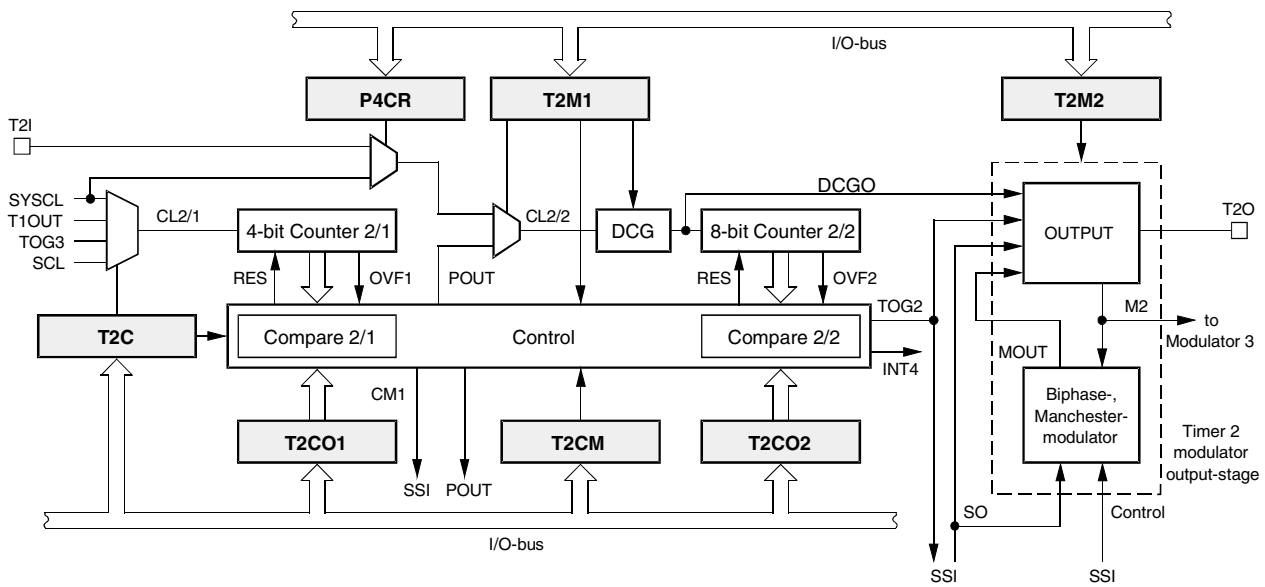 I/O-bus
P4CR
T2M1
T2M2
T2I
SYSCL
T1OUT
TOG3
SCL
CL2/1
4-bit Counter 2/1
CL2/2
DCG
DCGO
8-bit Counter 2/2
OUTPUT
T2O
RES
OVF1
POUT
RES
OVF2
TOG2
T2C
Compare 2/1
Control
Compare 2/2
INT4
M2
to
Modulator 3
MOUT
Biphase-,
Manchester-
modulator
Timer 2
modulator
output-stage
CM1
T2CO1
T2CM
T2CO2
SSI
POUT
I/O-bus
SO
Control
SSI
SSI